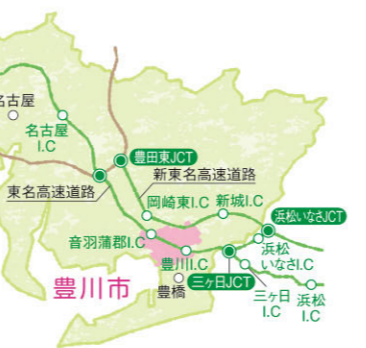 名古屋
名古屋
I.C
豊田東JCT
新東名高速道路
東名高速道路
岡崎東I.C
新城I.C
浜松いなさJCT
音羽蒲郡I.C
浜松
いなさI.C
豊川I.C
三ヶ日JCT
豊川市
豊橋
三ヶ日
I.C
浜松
I.C